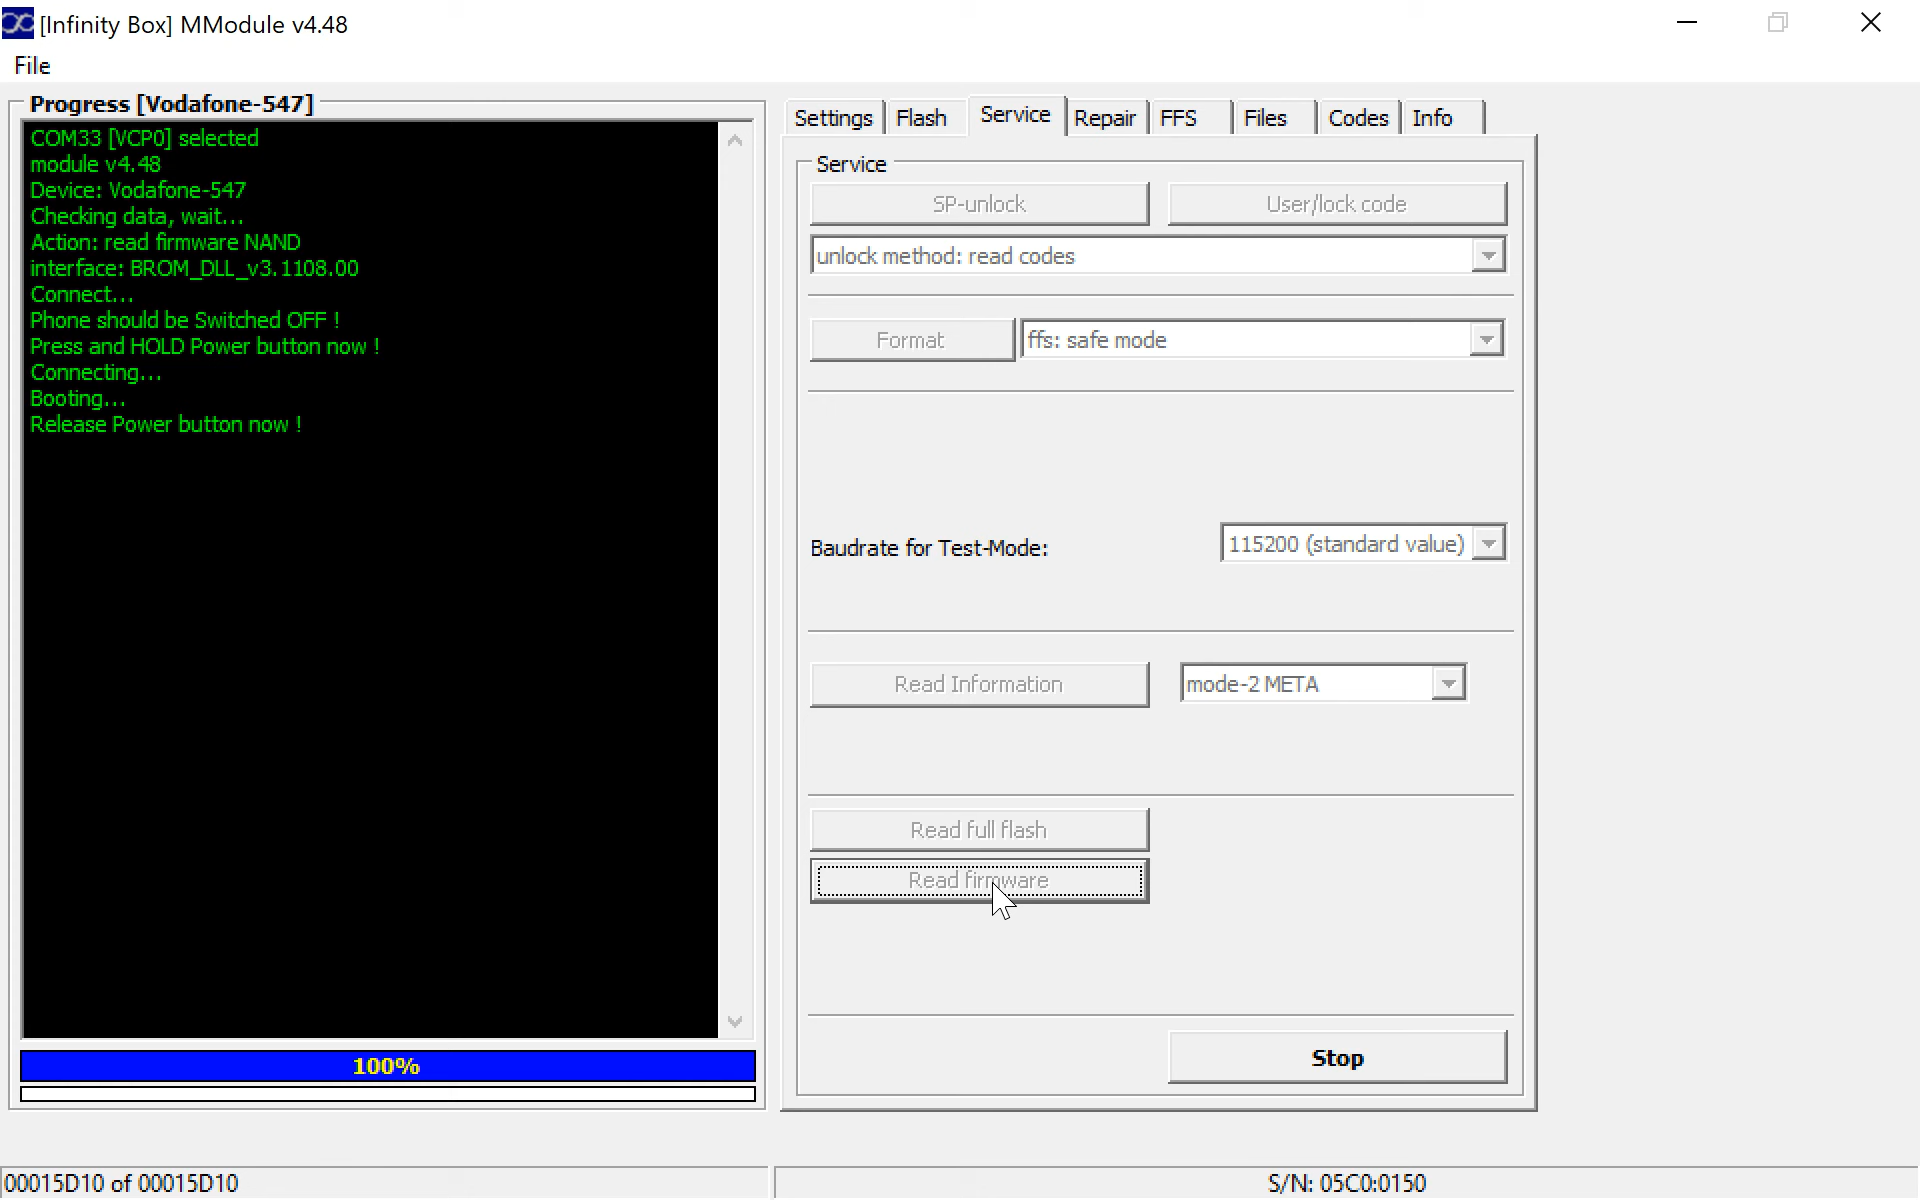 [Infinity Box] MModule v4.48
File
Progress [Vodafone-547]
COM33 [VCP0] selected
module v4.48
Device: Vodafone-547
Checking data, wait...
Action: read firmware NAND
interface: BROM_DLL_v3.1108.00
Connect...
Phone should be Switched OFF !
Press and HOLD Power button now !
Connecting...
Booting...
Release Power button now !
100%
Settings Flash Service Repair FFS Files Codes Info
Service
SP-unlock User/lock code
unlock method: read codes
Format ffs: safe mode
Baudrate for Test-Mode: 115200 (standard value)
Read Information mode-2 META
Read full flash
Read firmware
Stop
00015D10 of 00015D10 S/N: 05C0:0150